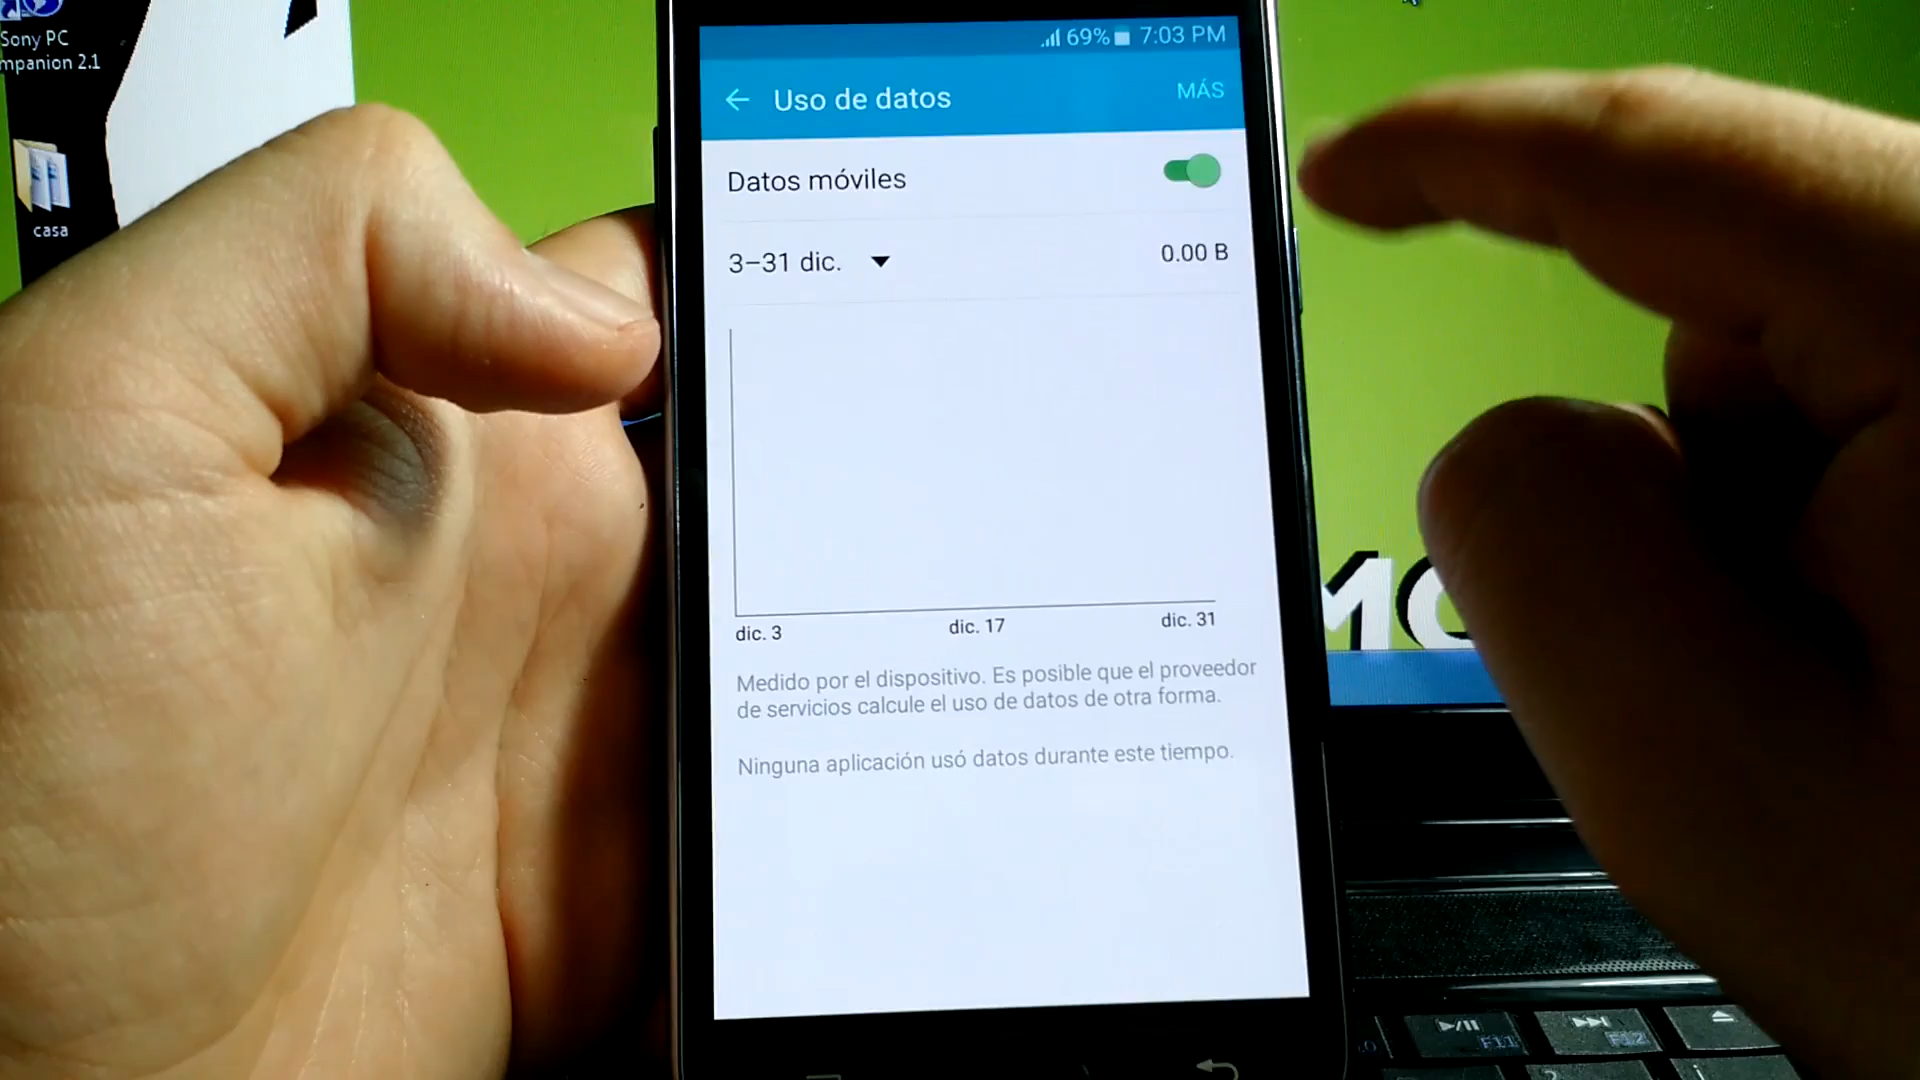 Sony PC
mpanion 2.1
casa
69% 7:03 PM
Uso de datos
MÁS
Datos móviles
3–31 dic.
0.00 B
dic. 3
dic. 17
dic. 31
Medido por el dispositivo. Es posible que el proveedor
de servicios calcule el uso de datos de otra forma.
Ninguna aplicación usó datos durante este tiempo.
F11
F12